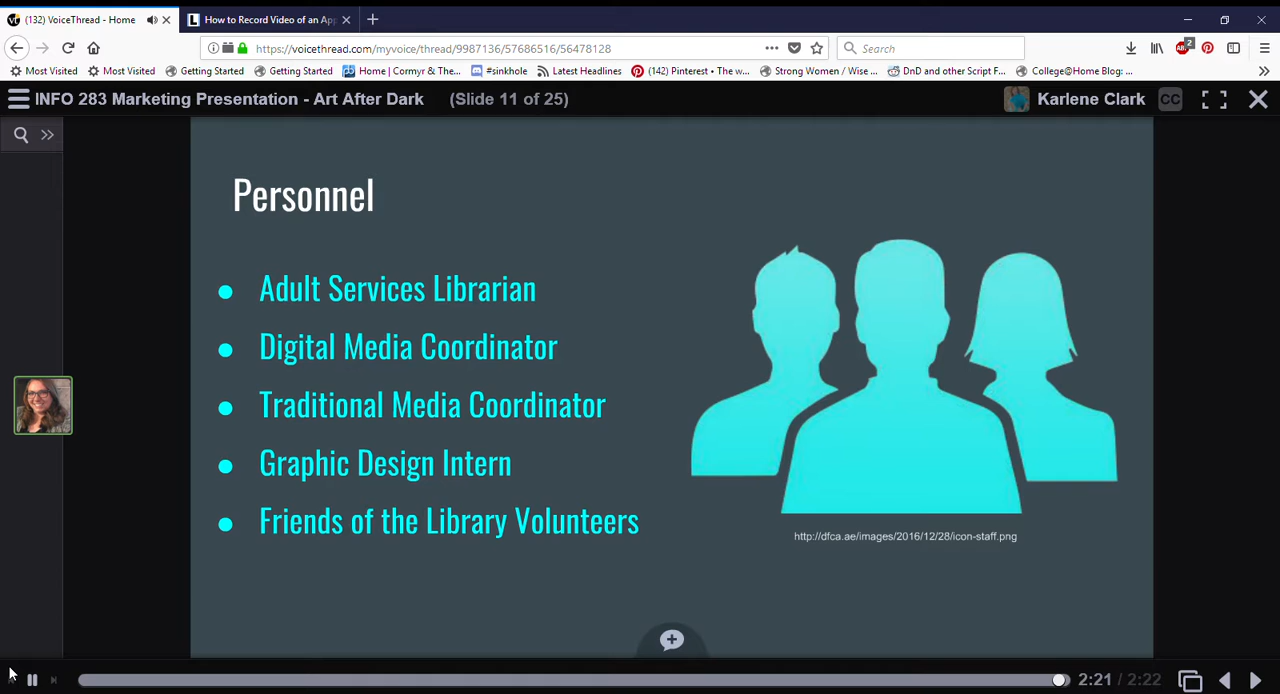 (132) VoiceThread - Home
How to Record Video of an App
https://voicethread.com/myvoice/thread/9987136/57686516/56478128
Search
2
Most Visited
Most Visited
Getting Started
Getting Started
Home | Cormyr & The...
#sinkhole
Latest Headlines
(142) Pinterest • The w...
Strong Women / Wise ...
DnD and other Script F...
College@Home Blog: ...
INFO 283 Marketing Presentation - Art After Dark (Slide 11 of 25)
Karlene Clark
CC
Personnel
● Adult Services Librarian
● Digital Media Coordinator
● Traditional Media Coordinator
● Graphic Design Intern
● Friends of the Library Volunteers
http://dfca.ae/images/2016/12/28/icon-staff.png
2:21 / 2:22